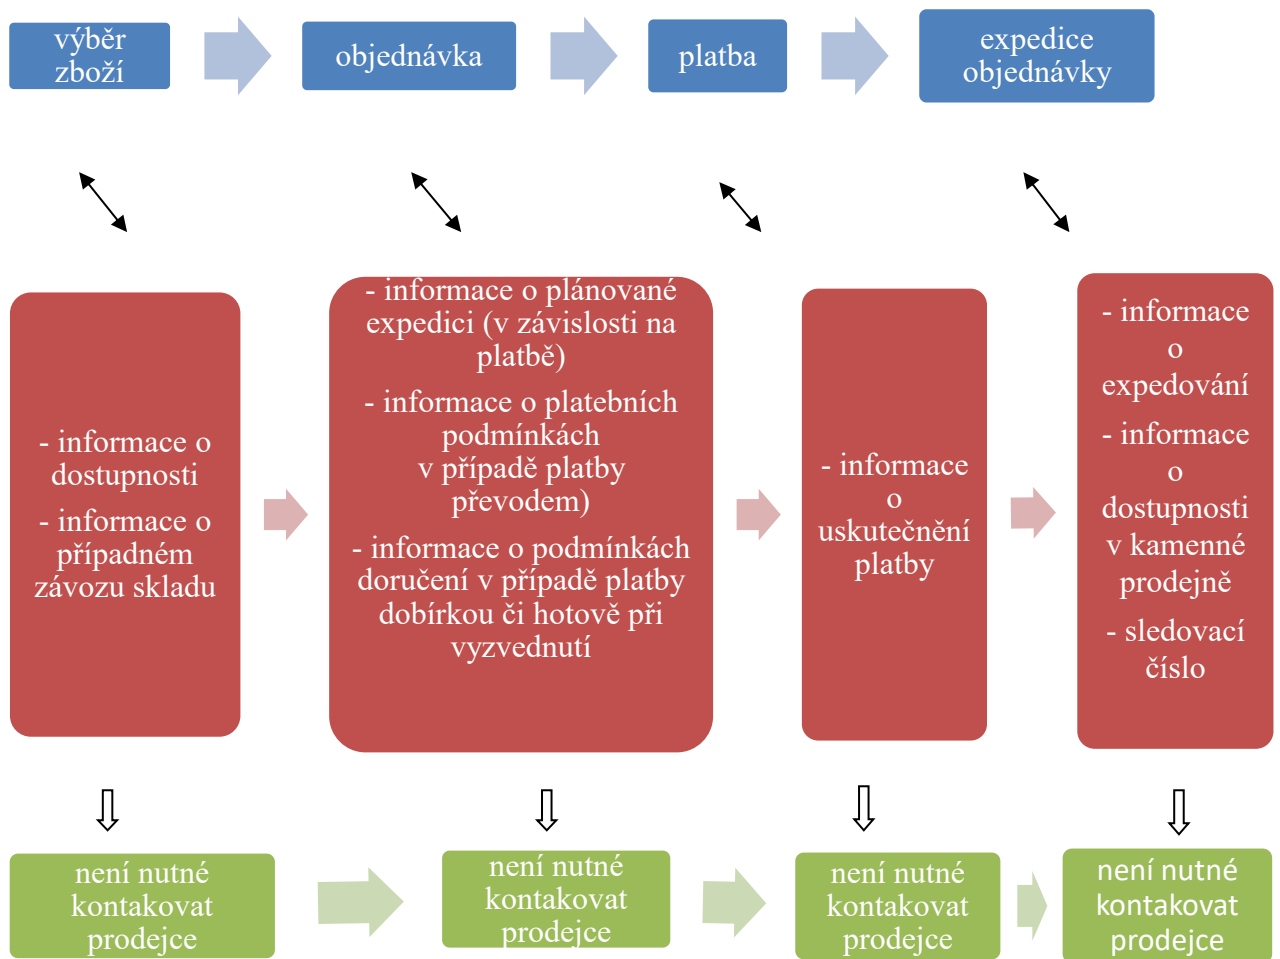 výběr
zboží
objednávka
platba
expedice
objednávky
- informace o
dostupnosti
- informace o
případném
závozu skladu
- informace o plánované
expedici (v závislosti na
platbě)
- informace o platebních
podmínkách
v případě platby
převodem)
- informace o podmínkách
doručení v případě platby
dobírkou či hotově při
vyzvednutí
- informace
o
uskutečnění
platby
- informace
o
expedování
- informace
o
dostupnosti
v kamenné
prodejně
- sledovací
číslo
není nutné
kontakovat
prodejce
není nutné
kontakovat
prodejce
není nutné
kontakovat
prodejce
není nutné
kontakovat
prodejce